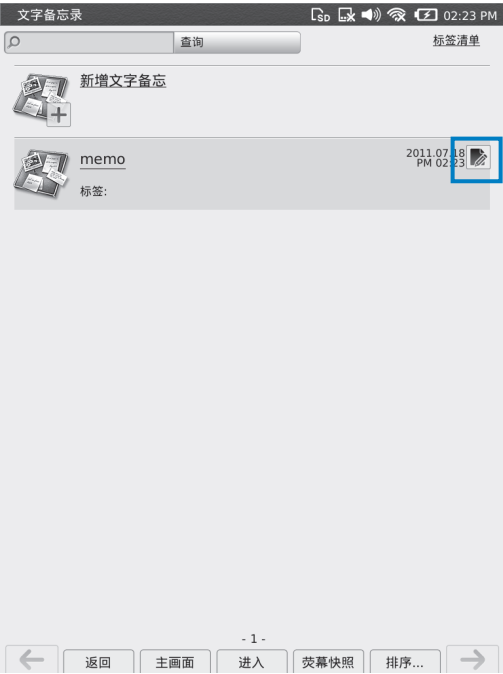 文字备忘录 SD 02:23 PM
查询 标签清单
新增文字备忘
memo 2011.07.18
PM 02:23
标签:
- 1 -
返回 主画面 进入 荧幕快照 排序...